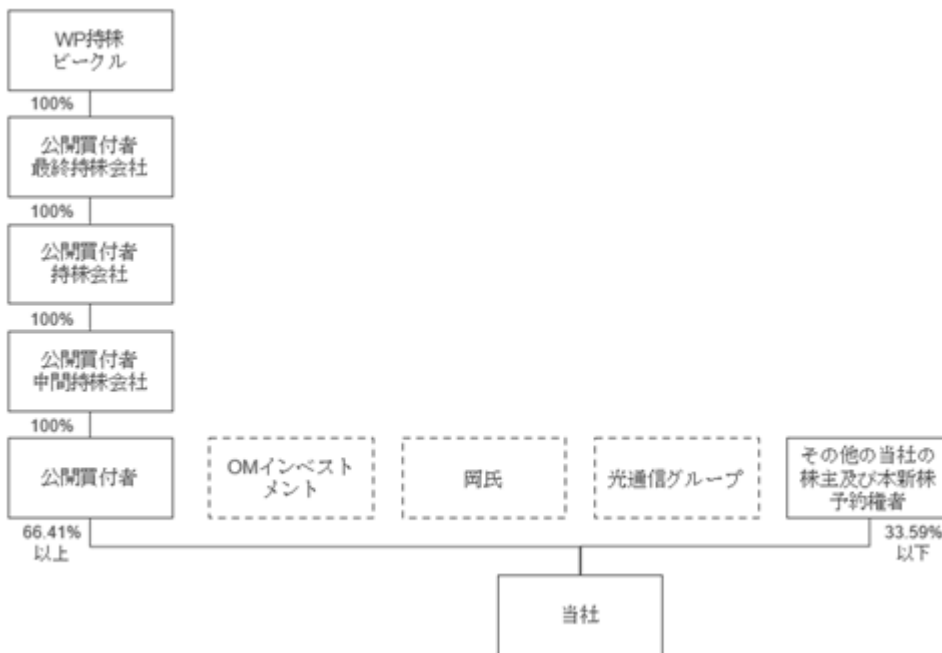 WP持株
ビークル
100%
公開買付者
最終持株会社
100%
公開買付者
持株会社
100%
公開買付者
中間持株会社
100%
公開買付者
OMインベスト
メント
岡氏
光通信グループ
その他の当社の
株主及び本新株
予約権者
66.41%
以上
33.59%
以下
当社